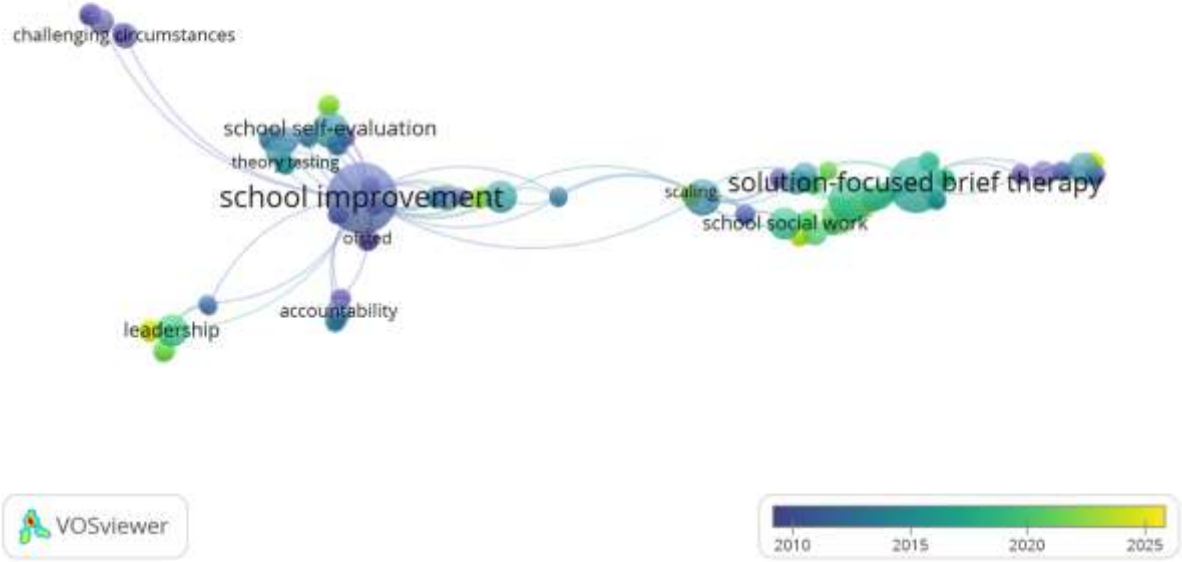 challenging circumstances
school self-evaluation
theory testing
school improvement
ofsted
solution-focused brief therapy
scaling
school social work
accountability
leadership
VOSviewer
2010 2015 2020 2025